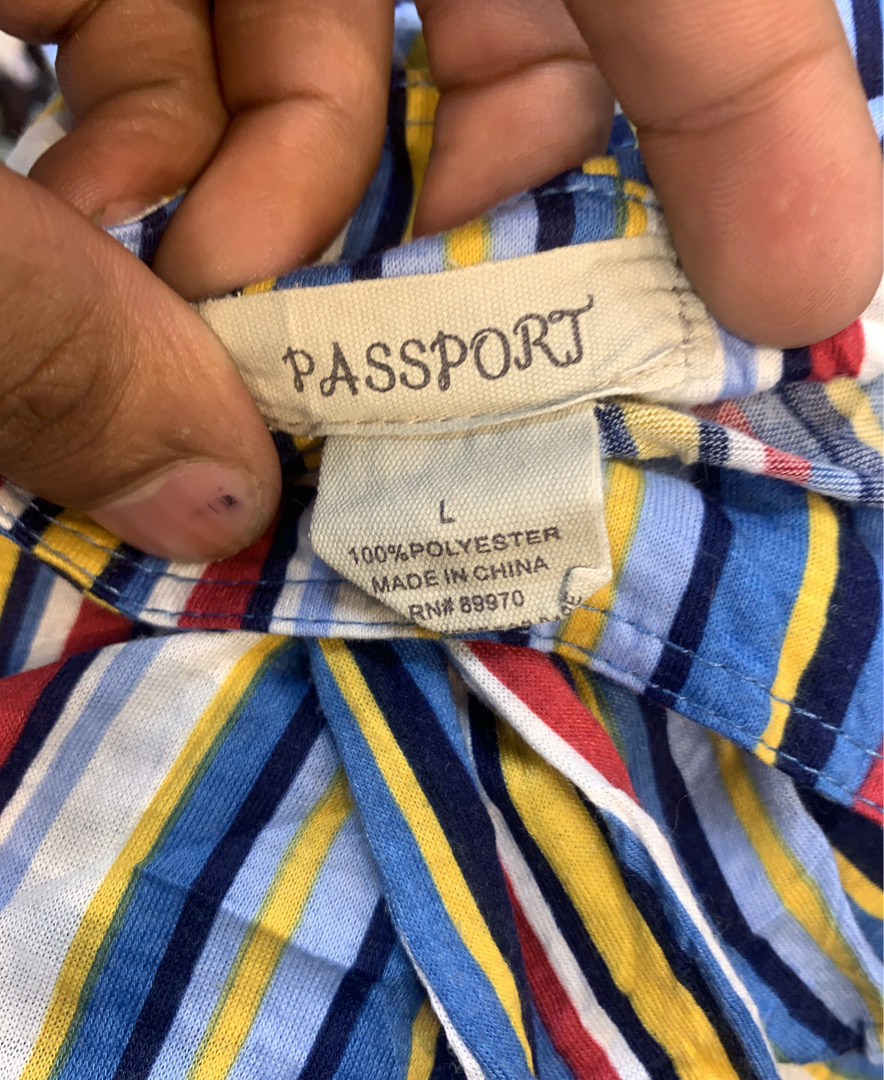 PASSPORT
L
100%POLYESTER
MADE IN CHINA
RN# 89970